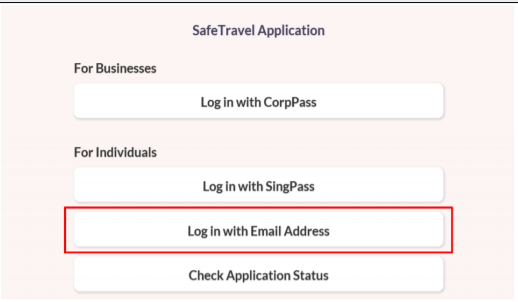 SafeTravel Application
For Businesses
Log in with CorpPass
For Individuals
Log in with SingPass
Log in with Email Address
Check Application Status